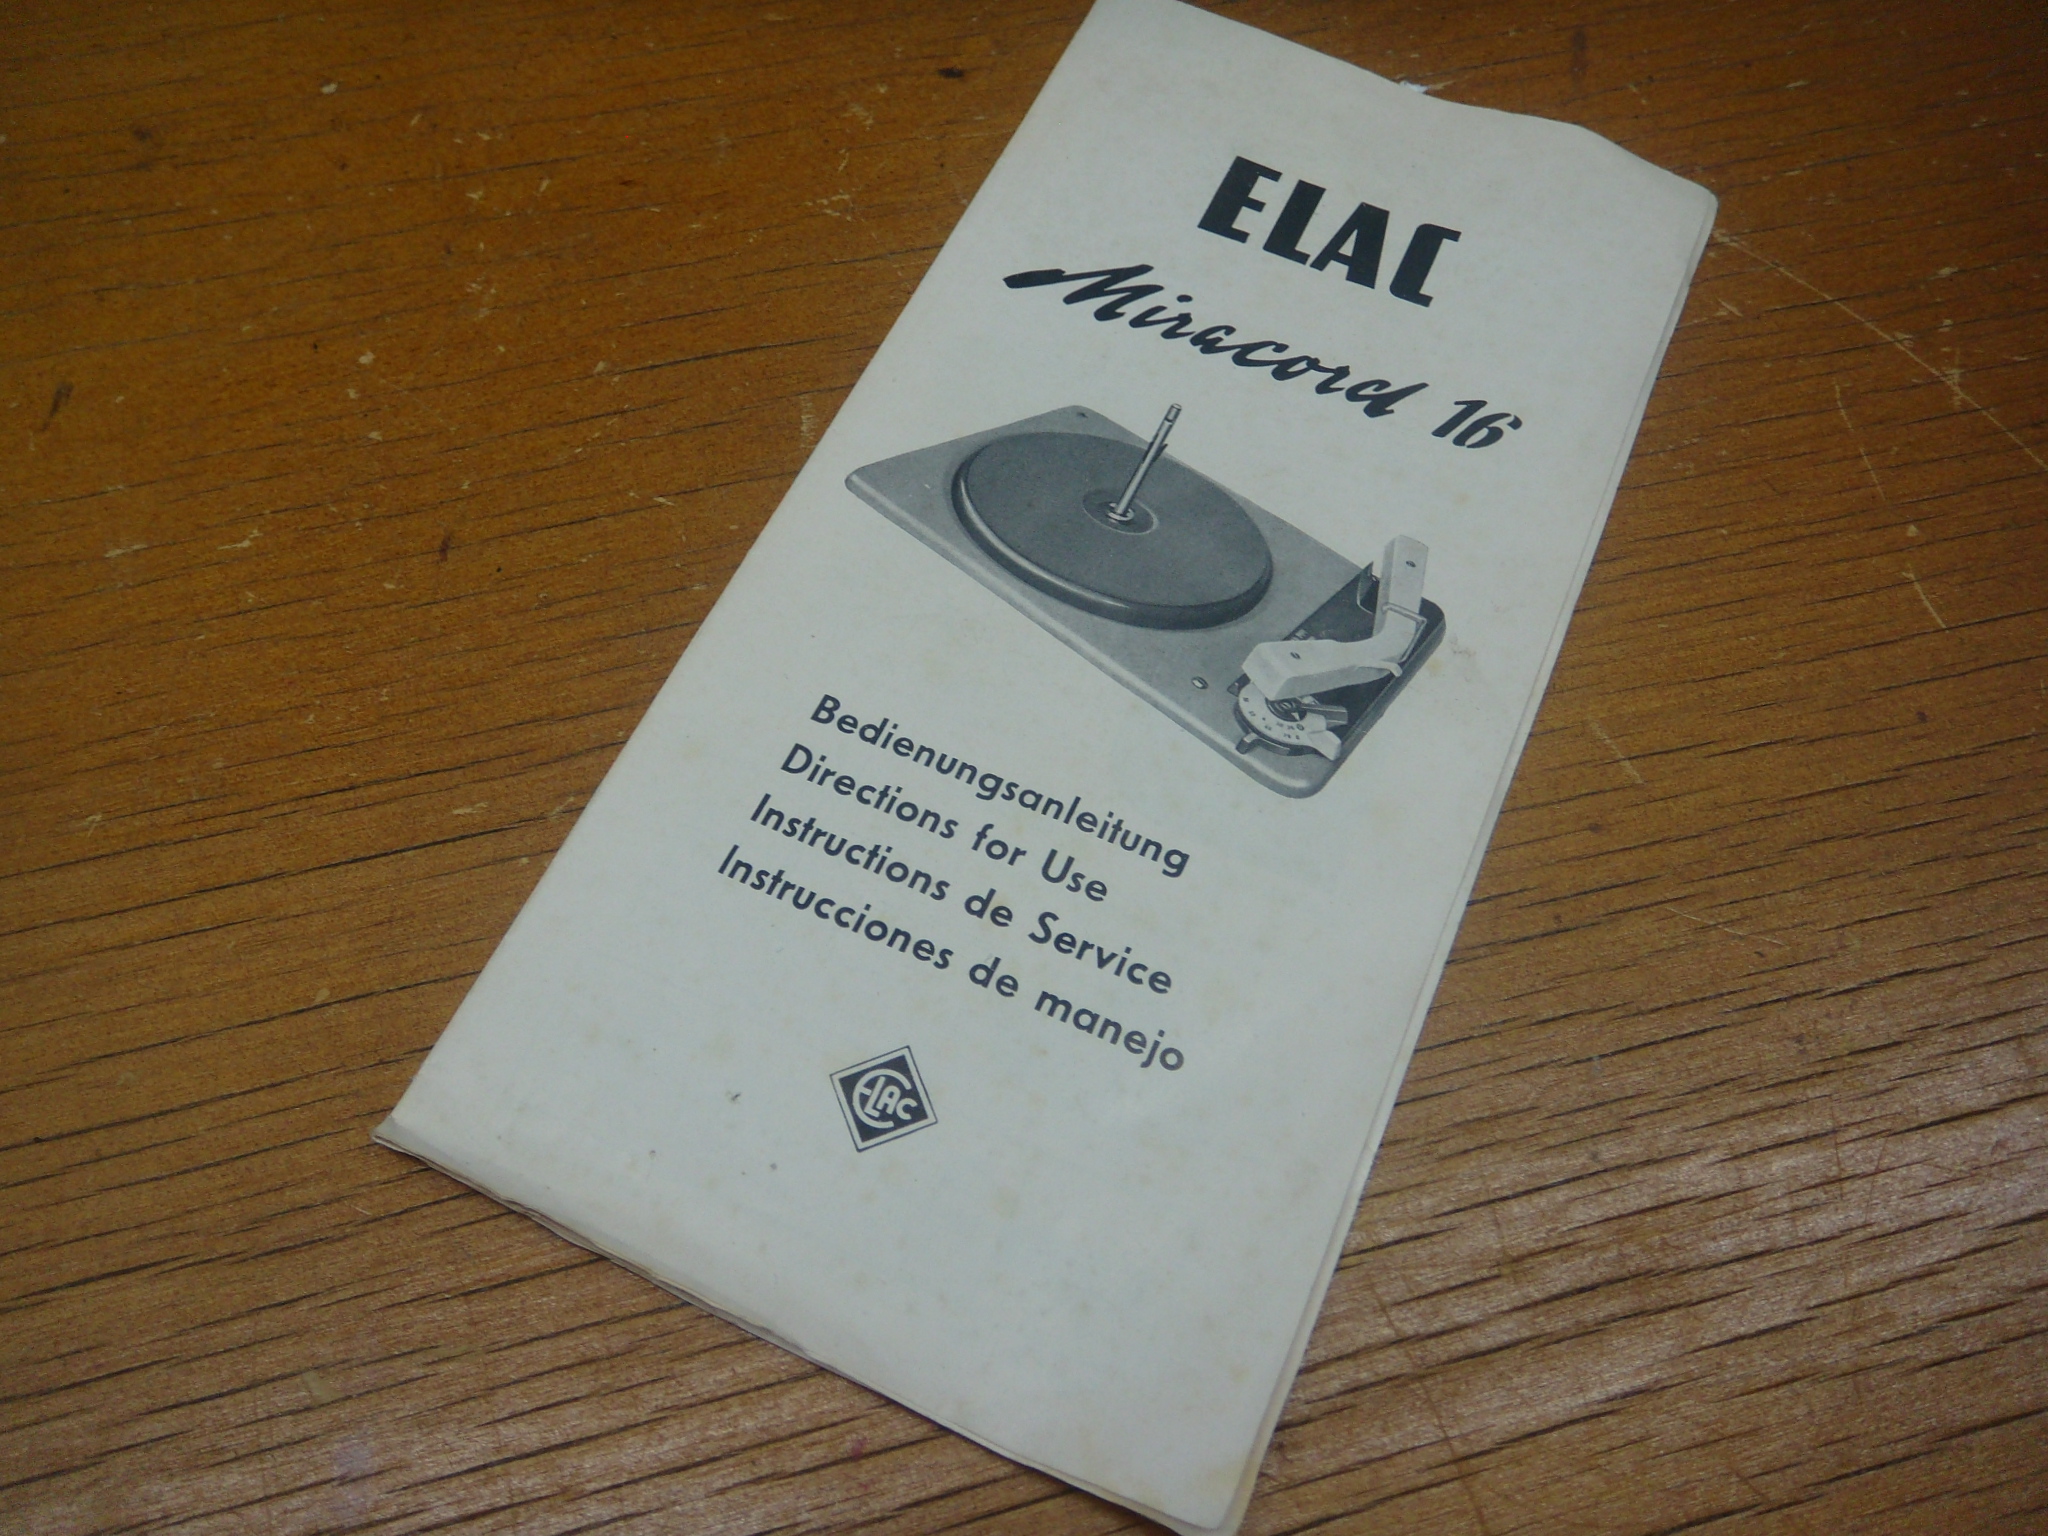 ELAC
Miracord 16
Bedienungsanleitung
Directions for Use
Instructions de Service
Instrucciones de manejo
ELAC